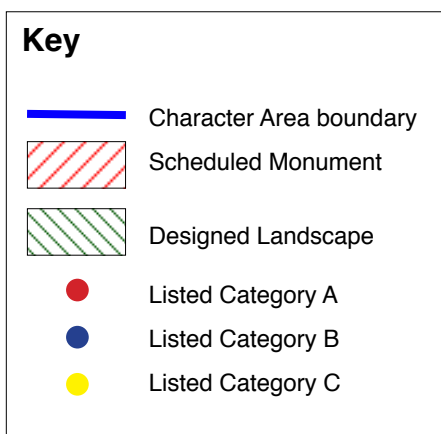 Key
Character Area boundary
Scheduled Monument
Designed Landscape
Listed Category A
Listed Category B
Listed Category C